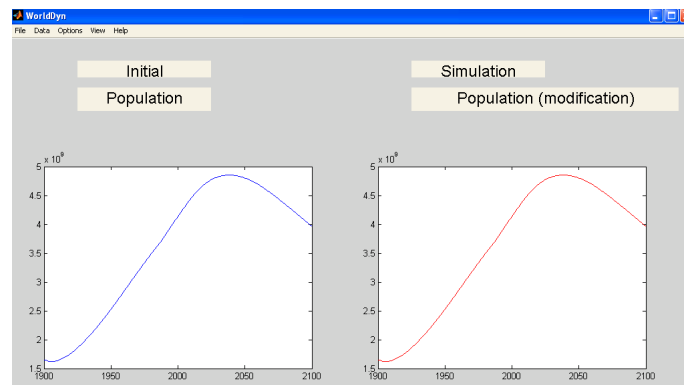 WorldDyn
File Data Options View Help
Initial
Simulation
Population
Population (modification)
x 10^9
5
4.5
4
3.5
3
2.5
2
1.5
1900 1950 2000 2050 2100
x 10^9
5
4.5
4
3.5
3
2.5
2
1.5
1900 1950 2000 2050 2100